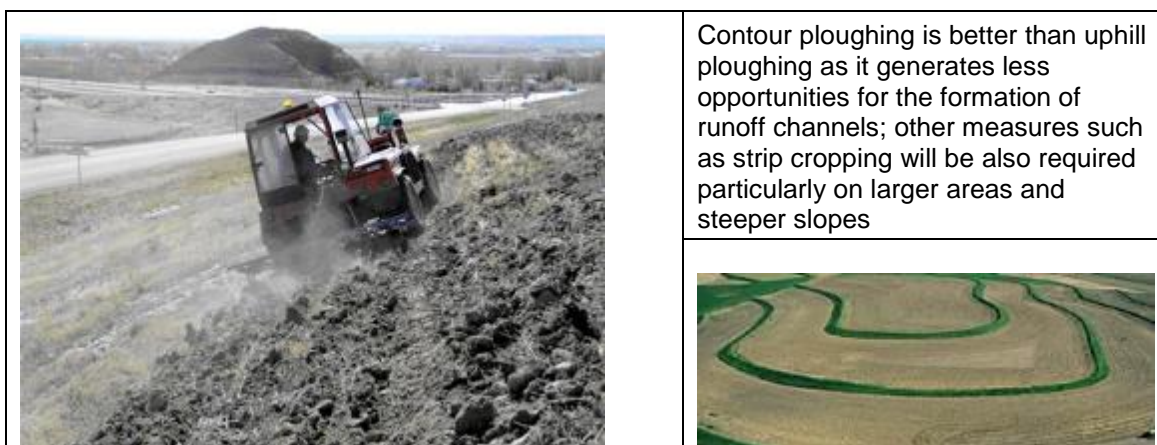 Contour ploughing is better than uphill
ploughing as it generates less
opportunities for the formation of
runoff channels; other measures such
as strip cropping will be also required
particularly on larger areas and
steeper slopes